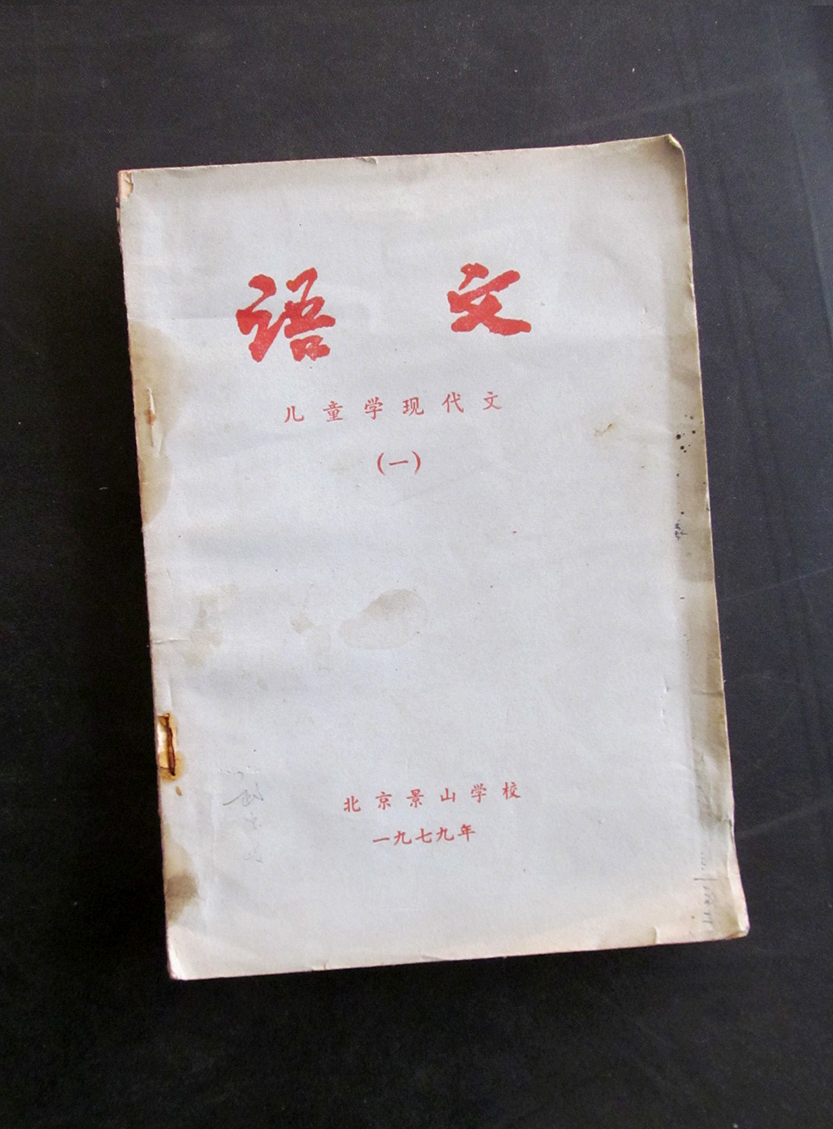 语 文
儿童学现代文
(一)
北京景山学校
一九七九年